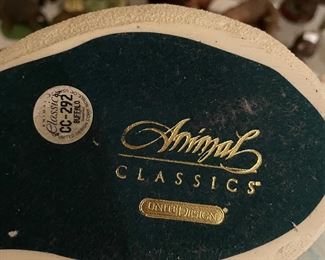 Classics
CC-292
BUFFALO
Animal
CLASSICS®
UNITED DESIGN®